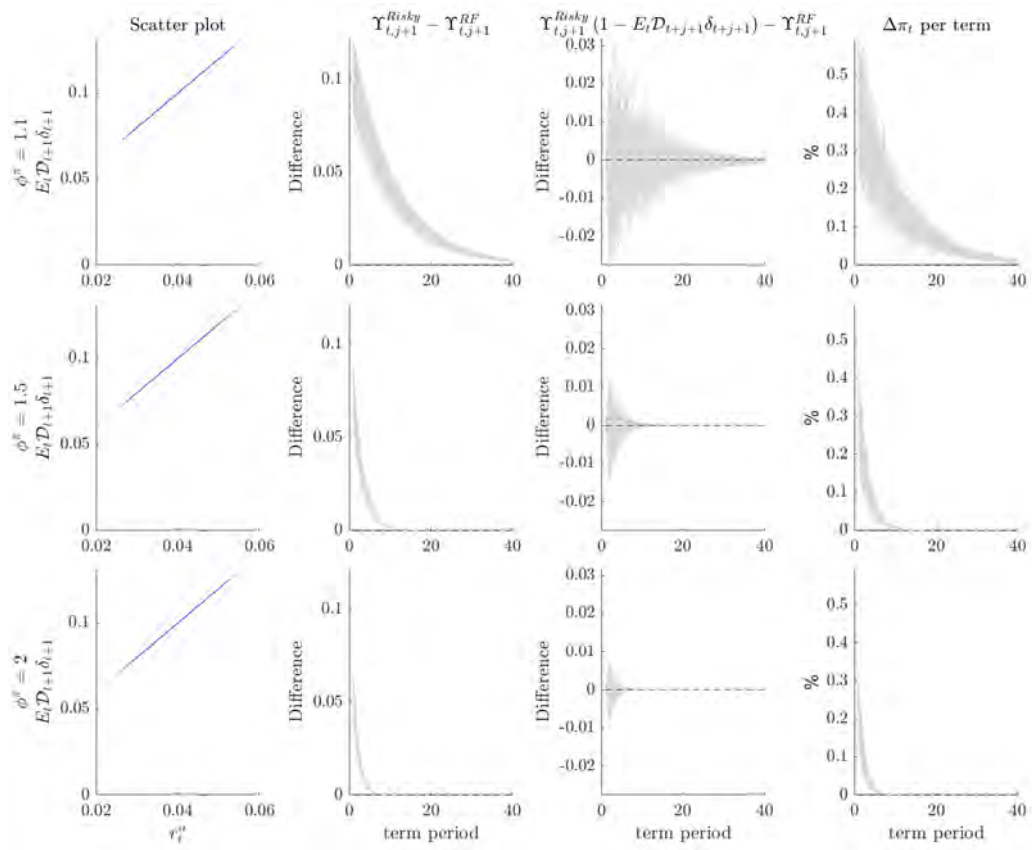 Scatter plot
Υ^{Risky}_{t,j+1} − Υ^{RF}_{t,j+1}
Υ^{Risky}_{t,j+1}(1 − E_t𝒟_{t+j+1}δ_{t+j+1}) − Υ^{RF}_{t,j+1}
Δπ_t per term
ϕ^π = 1.1
E_t𝒟_{t+1}δ_{t+1}
0.1
0.05
0
0.02 0.04 0.06
Difference
0.1
0.05
0
0 20 40
Difference
0.03
0.02
0.01
0
-0.01
-0.02
0 20 40
%
0.5
0.4
0.3
0.2
0.1
0
0 20 40
ϕ^π = 1.5
E_t𝒟_{t+1}δ_{t+1}
0.1
0.05
0
0.02 0.04 0.06
Difference
0.1
0.05
0
0 20 40
Difference
0.03
0.02
0.01
0
-0.01
-0.02
0 20 40
%
0.5
0.4
0.3
0.2
0.1
0
0 20 40
ϕ^π = 2
E_t𝒟_{t+1}δ_{t+1}
0.1
0.05
0
0.02 0.04 0.06
Difference
0.1
0.05
0
0 20 40
term period
Difference
0.03
0.02
0.01
0
-0.01
-0.02
0 20 40
term period
%
0.5
0.4
0.3
0.2
0.1
0
0 20 40
term period